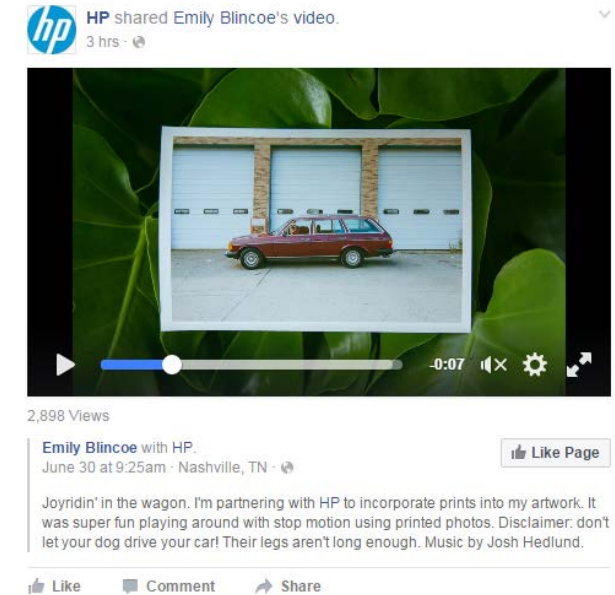 hp
HP shared Emily Blincoe's video.
3 hrs ·
-0:07
2,898 Views
Emily Blincoe with HP.
June 30 at 9:25am · Nashville, TN ·
Like Page
Joyridin' in the wagon. I'm partnering with HP to incorporate prints into my artwork. It
was super fun playing around with stop motion using printed photos. Disclaimer: don't
let your dog drive your car! Their legs aren't long enough. Music by Josh Hedlund.
Like Comment Share